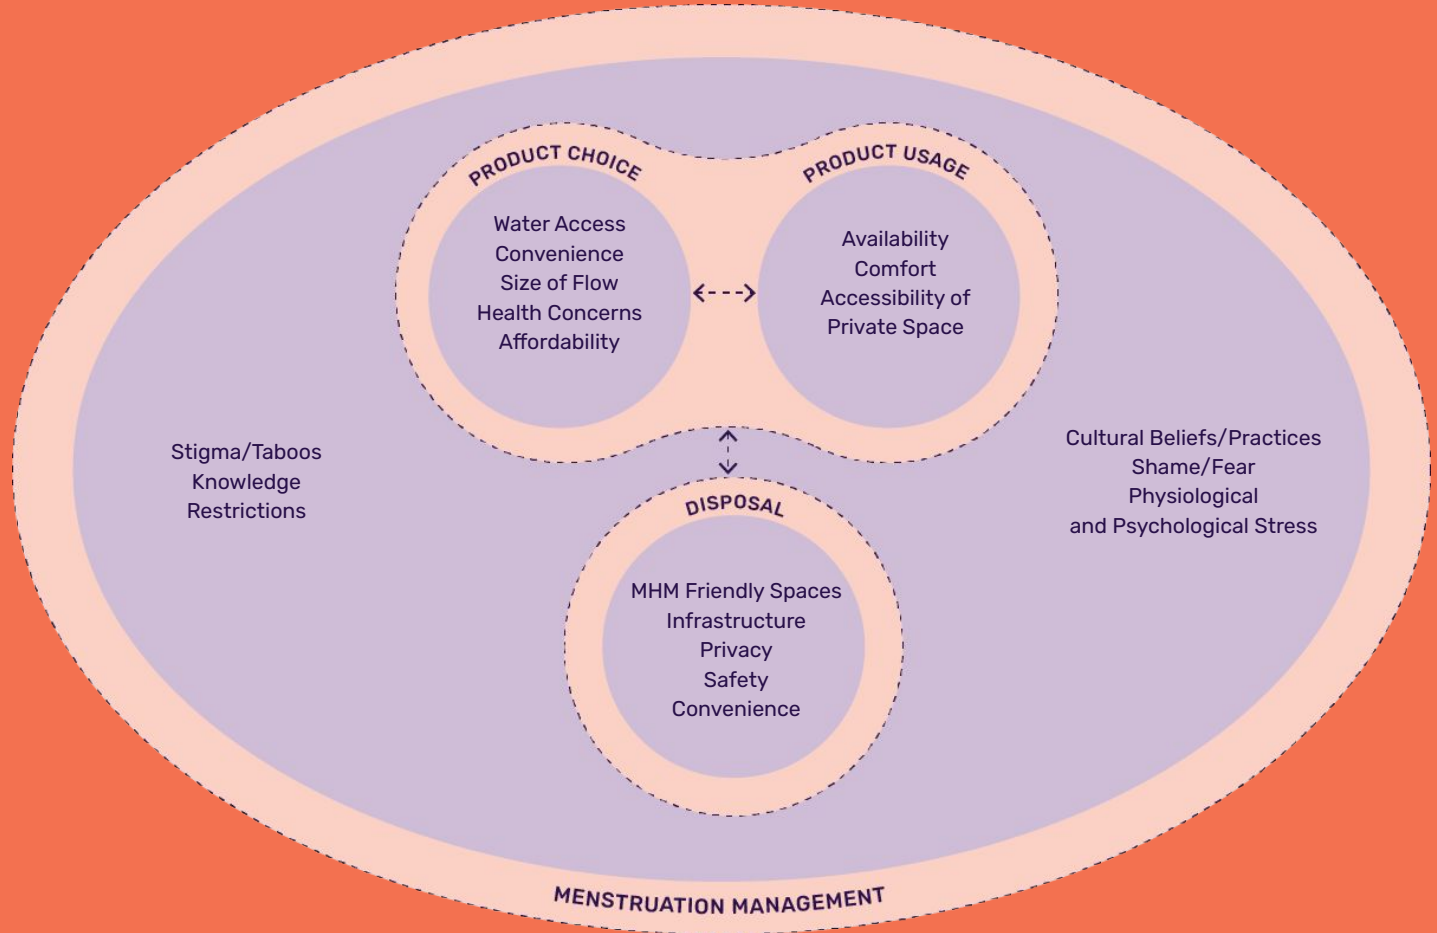 PRODUCT CHOICE
Water Access
Convenience
Size of Flow
Health Concerns
Affordability
PRODUCT USAGE
Availability
Comfort
Accessibility of
Private Space
Stigma/Taboos
Knowledge
Restrictions
Cultural Beliefs/Practices
Shame/Fear
Physiological
and Psychological Stress
DISPOSAL
MHM Friendly Spaces
Infrastructure
Privacy
Safety
Convenience
MENSTRUATION MANAGEMENT